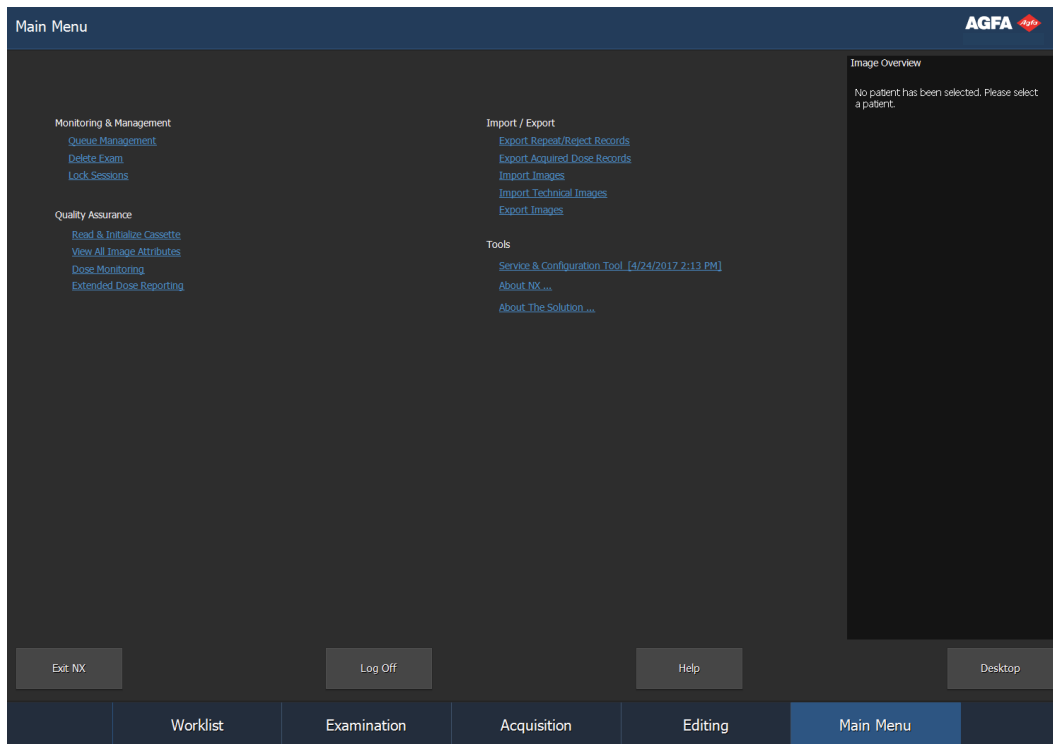 Main Menu
AGFA
Agfa
Image Overview
No patient has been selected. Please select
a patient.
Monitoring & Management
Queue Management
Delete Exam
Lock Sessions
Quality Assurance
Read & Initialize Cassette
View All Image Attributes
Dose Monitoring
Extended Dose Reporting
Import / Export
Export Repeat/Reject Records
Export Acquired Dose Records
Import Images
Import Technical Images
Export Images
Tools
Service & Configuration Tool [4/24/2017 2:13 PM]
About NX ...
About The Solution ...
Exit NX
Log Off
Help
Desktop
Worklist
Examination
Acquisition
Editing
Main Menu